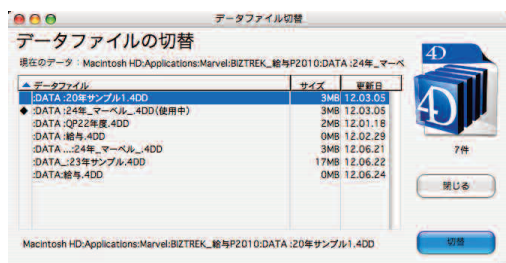 データファイル切替
データファイルの切替
現在のデータ：Macintosh HD:Applications:Marvel:BIZTREK_給与P2010:DATA :24年_マーベ
データファイル サイズ 更新日
:DATA :20年サンプル1.4DD 3MB 12.03.05
◆ :DATA :24年_マーベル_.4DD(使用中) 3MB 12.03.05
:DATA :QP22年度.4DD 2MB 12.01.18
:DATA :給与.4DD 0MB 12.02.29
:DATA ...:24年_マーベル_.4DD 3MB 12.06.21
:DATA_:23年サンプル.4DD 17MB 12.06.22
:DATA:給与.4DD 0MB 12.06.24
4D
4D
7件
閉じる
Macintosh HD:Applications:Marvel:BIZTREK_給与P2010:DATA :20年サンプル1.4DD
切替